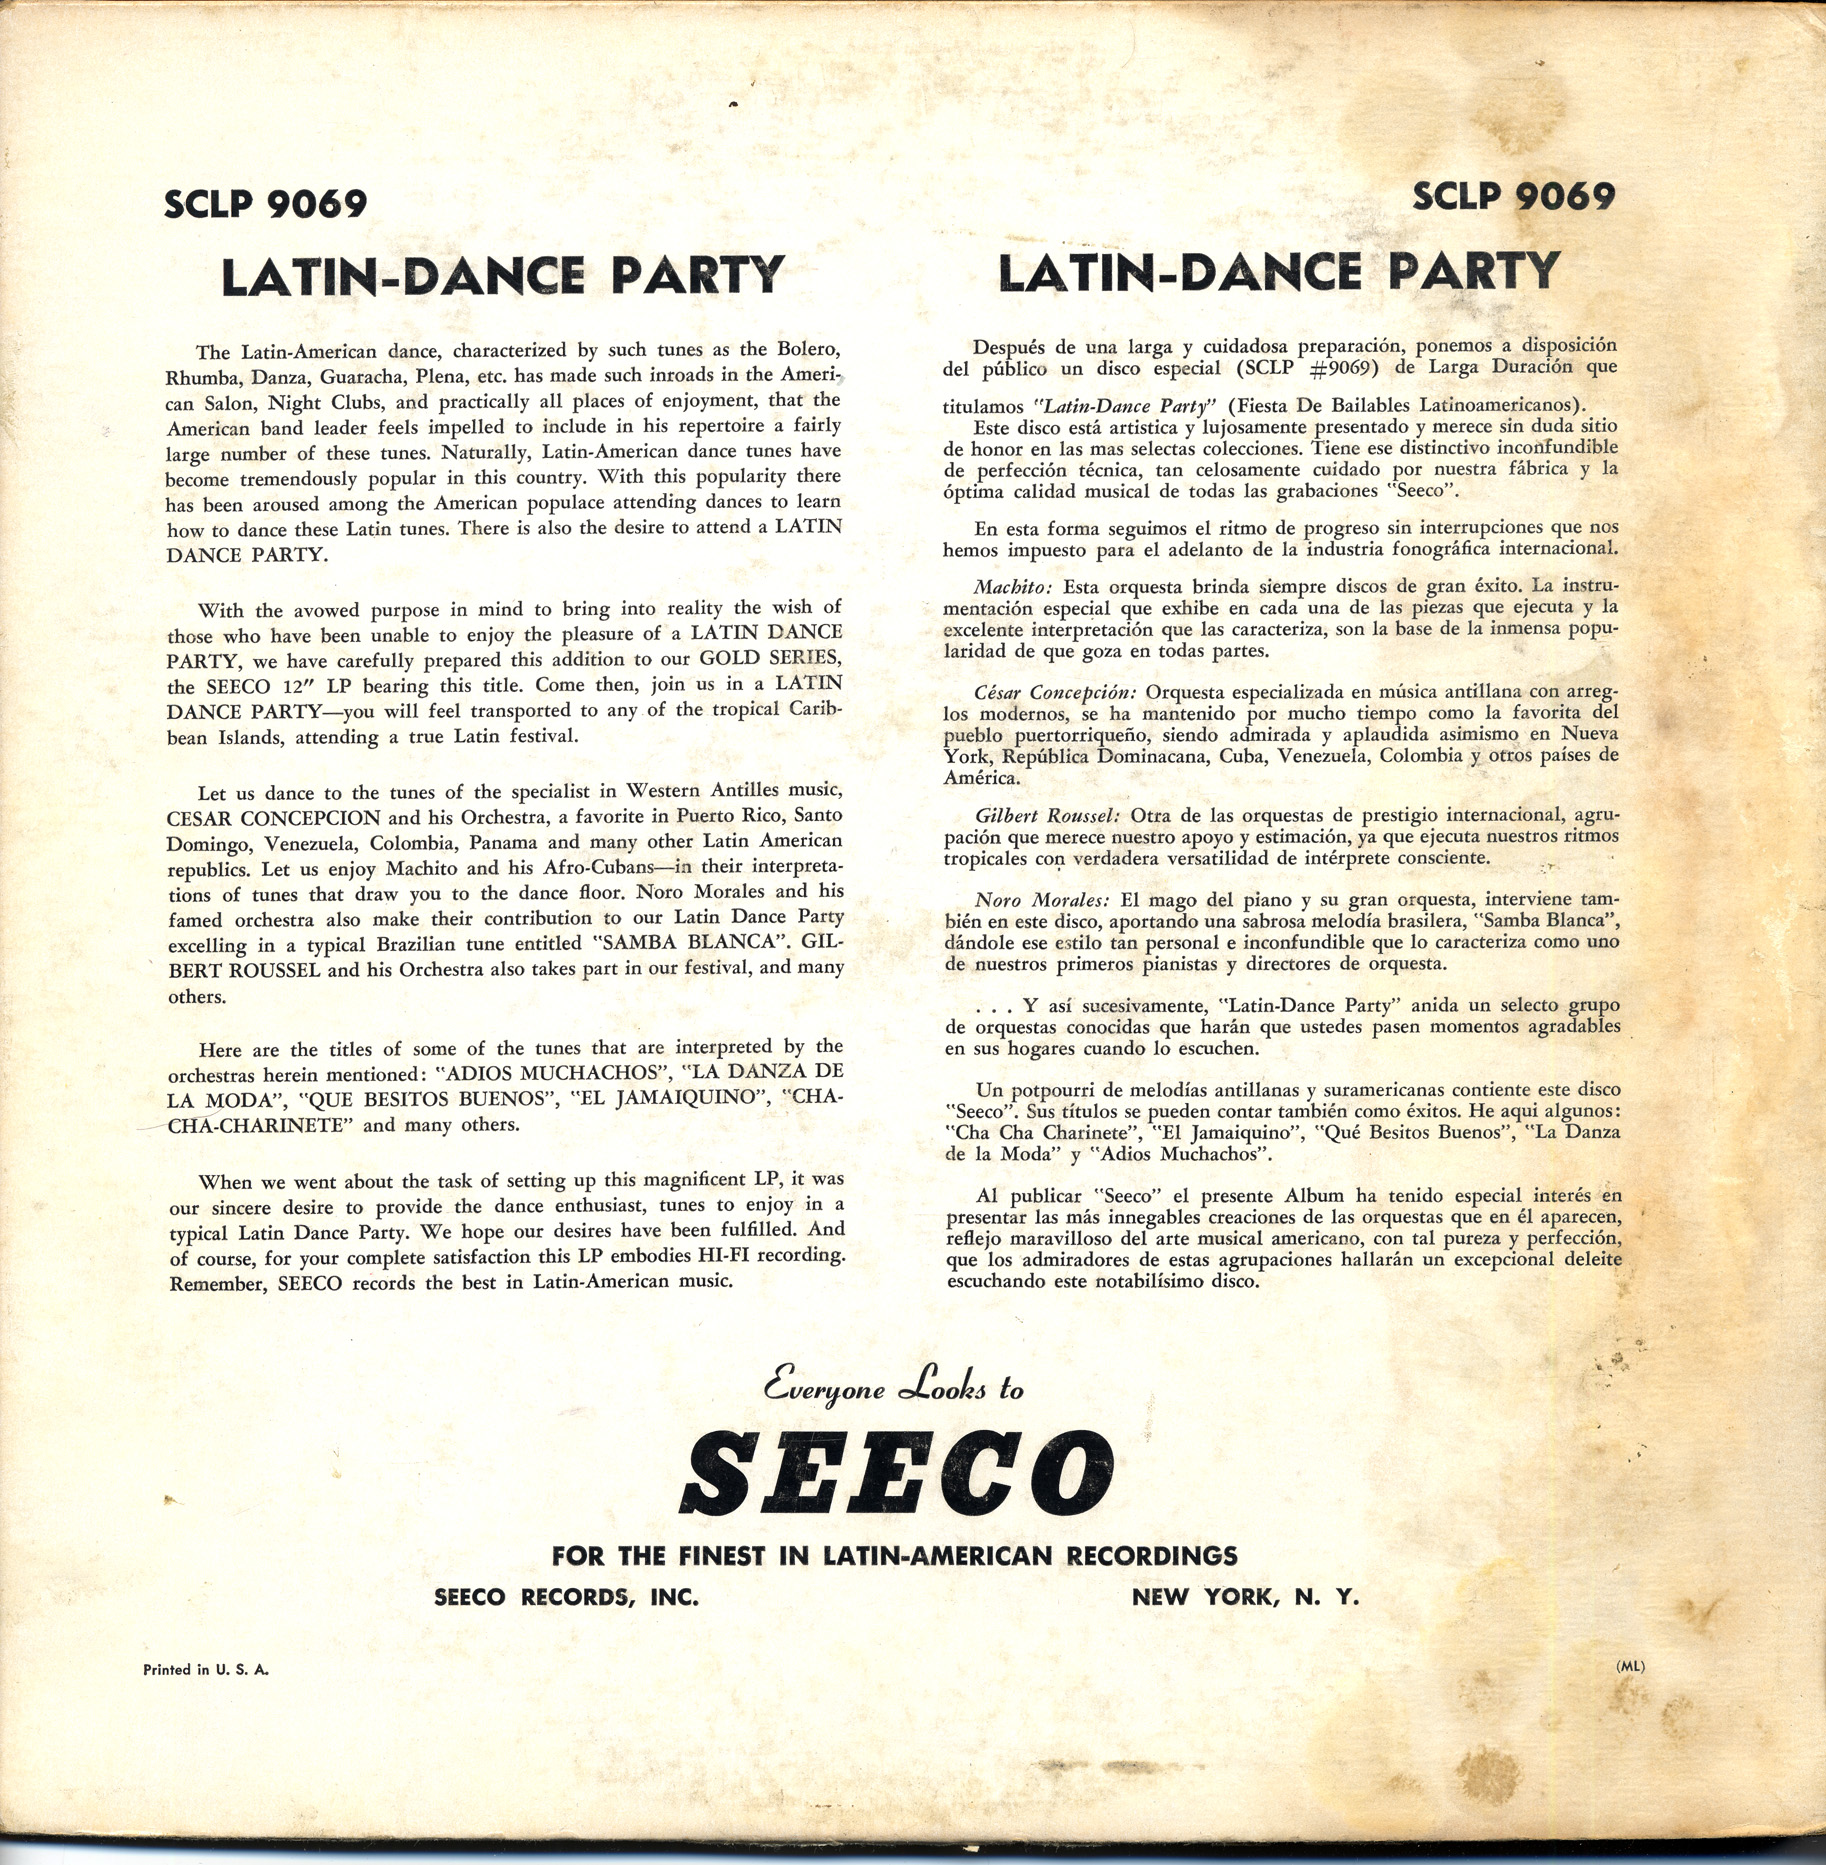 SCLP 9069
LATIN-DANCE PARTY
The Latin-American dance, characterized by such tunes as the Bolero,
Rhumba, Danza, Guaracha, Plena, etc. has made such inroads in the Ameri-
can Salon, Night Clubs, and practically all places of enjoyment, that the
American band leader feels impelled to include in his repertoire a fairly
large number of these tunes. Naturally, Latin-American dance tunes have
become tremendously popular in this country. With this popularity there
has been aroused among the American populace attending dances to learn
how to dance these Latin tunes. There is also the desire to attend a LATIN
DANCE PARTY.
With the avowed purpose in mind to bring into reality the wish of
those who have been unable to enjoy the pleasure of a LATIN DANCE
PARTY, we have carefully prepared this addition to our GOLD SERIES,
the SEECO 12" LP bearing this title. Come then, join us in a LATIN
DANCE PARTY—you will feel transported to any of the tropical Carib-
bean Islands, attending a true Latin festival.
Let us dance to the tunes of the specialist in Western Antilles music,
CESAR CONCEPCION and his Orchestra, a favorite in Puerto Rico, Santo
Domingo, Venezuela, Colombia, Panama and many other Latin American
republics. Let us enjoy Machito and his Afro-Cubans—in their interpreta-
tions of tunes that draw you to the dance floor. Noro Morales and his
famed orchestra also make their contribution to our Latin Dance Party
excelling in a typical Brazilian tune entitled "SAMBA BLANCA". GIL-
BERT ROUSSEL and his Orchestra also takes part in our festival, and many
others.
Here are the titles of some of the tunes that are interpreted by the
orchestras herein mentioned: "ADIOS MUCHACHOS", "LA DANZA DE
LA MODA", "QUE BESITOS BUENOS", "EL JAMAIQUINO", "CHA-
CHA-CHARINETE" and many others.
When we went about the task of setting up this magnificent LP, it was
our sincere desire to provide the dance enthusiast, tunes to enjoy in a
typical Latin Dance Party. We hope our desires have been fulfilled. And
of course, for your complete satisfaction this LP embodies HI-FI recording.
Remember, SEECO records the best in Latin-American music.
SCLP 9069
LATIN-DANCE PARTY
Después de una larga y cuidadosa preparación, ponemos a disposición
del público un disco especial (SCLP #9069) de Larga Duración que
titulamos "Latin-Dance Party" (Fiesta De Bailables Latinoamericanos).
Este disco está artistica y lujosamente presentado y merece sin duda sitio
de honor en las mas selectas colecciones. Tiene ese distinctivo inconfundible
de perfección técnica, tan celosamente cuidado por nuestra fábrica y la
óptima calidad musical de todas las grabaciones "Seeco".
En esta forma seguimos el ritmo de progreso sin interrupciones que nos
hemos impuesto para el adelanto de la industria fonográfica internacional.
Machito: Esta orquesta brinda siempre discos de gran éxito. La instru-
mentación especial que exhibe en cada una de las piezas que ejecuta y la
excelente interpretación que las caracteriza, son la base de la inmensa popu-
laridad de que goza en todas partes.
César Concepción: Orquesta especializada en música antillana con arreg-
los modernos, se ha mantenido por mucho tiempo como la favorita del
pueblo puertorriqueño, siendo admirada y aplaudida asimismo en Nueva
York, República Dominacana, Cuba, Venezuela, Colombia y otros países de
América.
Gilbert Roussel: Otra de las orquestas de prestigio internacional, agru-
pación que merece nuestro apoyo y estimación, ya que ejecuta nuestros ritmos
tropicales con verdadera versatilidad de intérprete consciente.
Noro Morales: El mago del piano y su gran orquesta, interviene tam-
bién en este disco, aportando una sabrosa melodía brasilera, "Samba Blanca",
dándole ese estilo tan personal e inconfundible que lo caracteriza como uno
de nuestros primeros pianistas y directores de orquesta.
. . . Y así sucesivamente, "Latin-Dance Party" anida un selecto grupo
de orquestas conocidas que harán que ustedes pasen momentos agradables
en sus hogares cuando lo escuchen.
Un potpourri de melodías antillanas y suramericanas contiente este disco
"Seeco". Sus títulos se pueden contar también como éxitos. He aqui algunos:
"Cha Cha Charinete", "El Jamaiquino", "Qué Besitos Buenos", "La Danza
de la Moda" y "Adios Muchachos".
Al publicar "Seeco" el presente Album ha tenido especial interés en
presentar las más innegables creaciones de las orquestas que en él aparecen,
reflejo maravilloso del arte musical americano, con tal pureza y perfección,
que los admiradores de estas agrupaciones hallarán un excepcional deleite
escuchando este notabilísimo disco.
Everyone Looks to
SEECO
FOR THE FINEST IN LATIN-AMERICAN RECORDINGS
SEECO RECORDS, INC. NEW YORK, N. Y.
Printed in U. S. A. (ML)